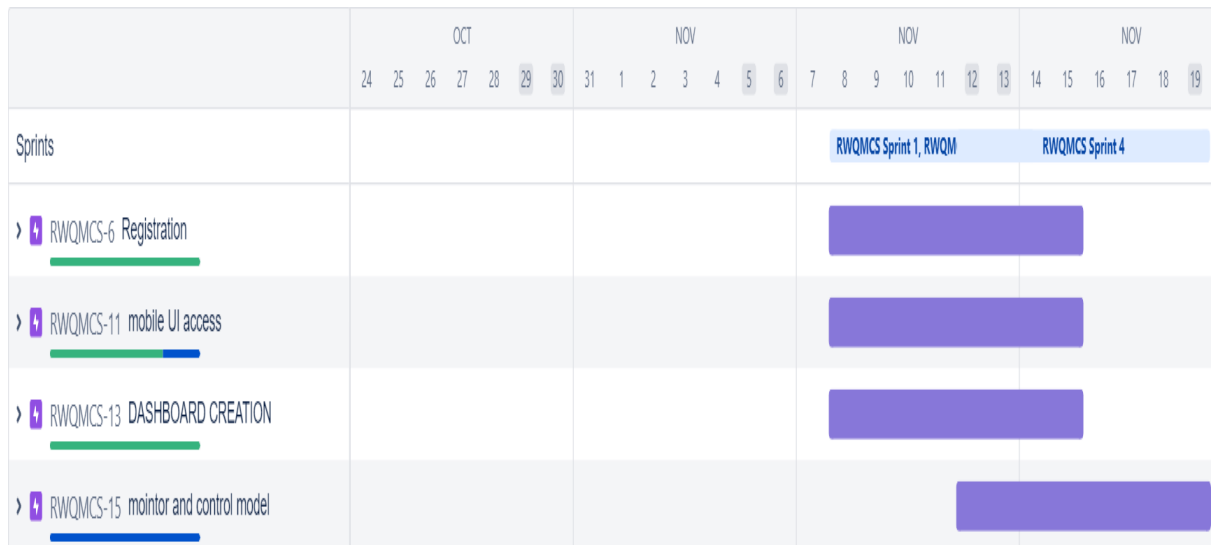 OCT NOV NOV NOV
24 25 26 27 28 29 30 31 1 2 3 4 5 6 7 8 9 10 11 12 13 14 15 16 17 18 19
Sprints RWQMCS Sprint 1, RWQM RWQMCS Sprint 4
RWQMCS-6 Registration
RWQMCS-11 mobile UI access
RWQMCS-13 DASHBOARD CREATION
RWQMCS-15 mointor and control model